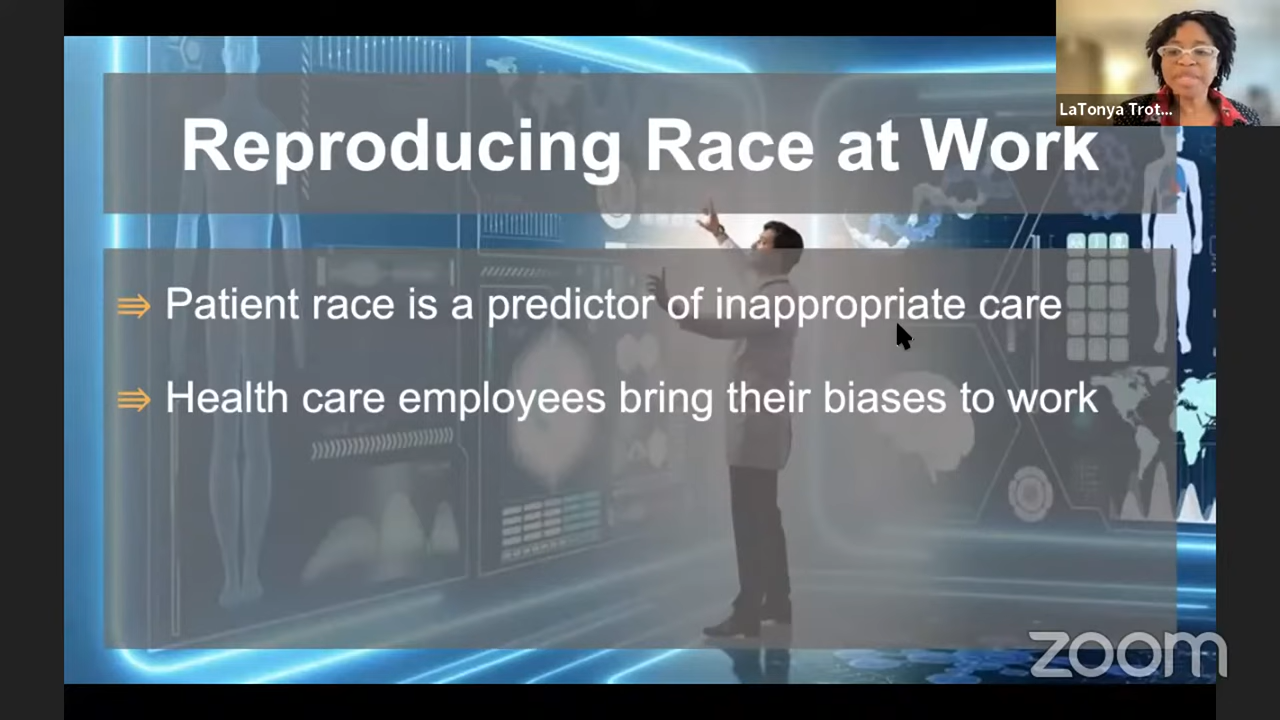 LaTonya Trot...
Reproducing Race at Work
⇛ Patient race is a predictor of inappropriate care
⇛ Health care employees bring their biases to work
zoom